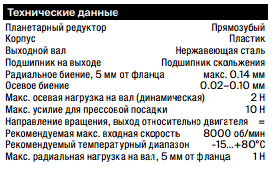 Технические данные
Планетарный редуктор Прямозубый
Корпус Пластик
Выходной вал Нержавеющая сталь
Подшипник на выходе Подшипник скольжения
Радиальное биение, 5 мм от фланца макс. 0.14 мм
Осевое биение 0.02–0.10 мм
Макс. осевая нагрузка на вал (динамическая) 2 Н
Макс. усилие для прессовой посадки 10 Н
Направление вращения, выход относительно двигателя =
Рекомендуемая макс. входная скорость 8000 об/мин
Рекомендуемый температурный диапазон -15...+80°С
Макс. радиальная нагрузка на вал, 5 мм от фланца 1 Н